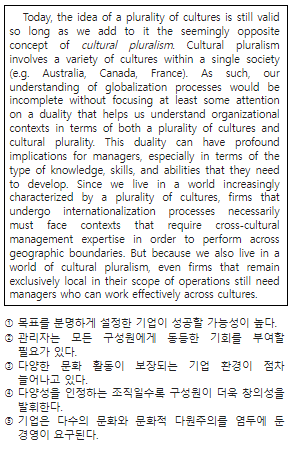 Today, the idea of a plurality of cultures is still valid
so long as we add to it the seemingly opposite
concept of cultural pluralism. Cultural pluralism
involves a variety of cultures within a single society
(e.g. Australia, Canada, France). As such, our
understanding of globalization processes would be
incomplete without focusing at least some attention
on a duality that helps us understand organizational
contexts in terms of both a plurality of cultures and
cultural plurality. This duality can have profound
implications for managers, especially in terms of the
type of knowledge, skills, and abilities that they need
to develop. Since we live in a world increasingly
characterized by a plurality of cultures, firms that
undergo internationalization processes necessarily
must face contexts that require cross-cultural
management expertise in order to perform across
geographic boundaries. But because we also live in a
world of cultural pluralism, even firms that remain
exclusively local in their scope of operations still need
managers who can work effectively across cultures.
① 목표를 분명하게 설정한 기업이 성공할 가능성이 높다.
② 관리자는 모든 구성원에게 동등한 기회를 부여할
필요가 있다.
③ 다양한 문화 활동이 보장되는 기업 환경이 점차
늘어나고 있다.
④ 다양성을 인정하는 조직일수록 구성원이 더욱 창의성을
발휘한다.
⑤ 기업은 다수의 문화와 문화적 다원주의를 염두에 둔
경영이 요구된다.